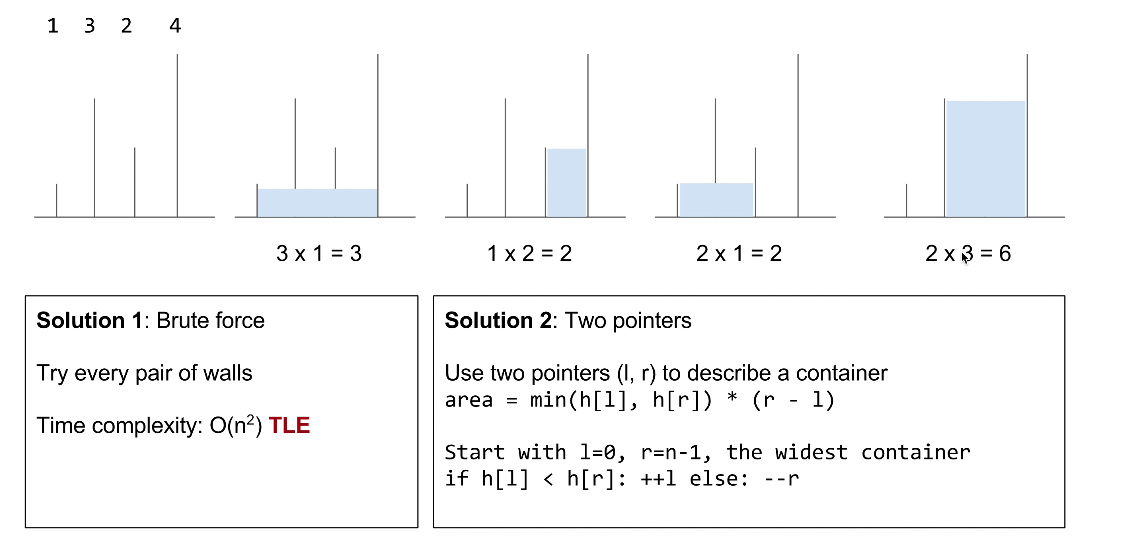 1 3 2 4
3 x 1 = 3
1 x 2 = 2
2 x 1 = 2
2 x 3 = 6
Solution 1: Brute force
Try every pair of walls
Time complexity: O(n²) TLE
Solution 2: Two pointers
Use two pointers (l, r) to describe a container
area = min(h[l], h[r]) * (r - l)
Start with l=0, r=n-1, the widest container
if h[l] < h[r]: ++l else: --r